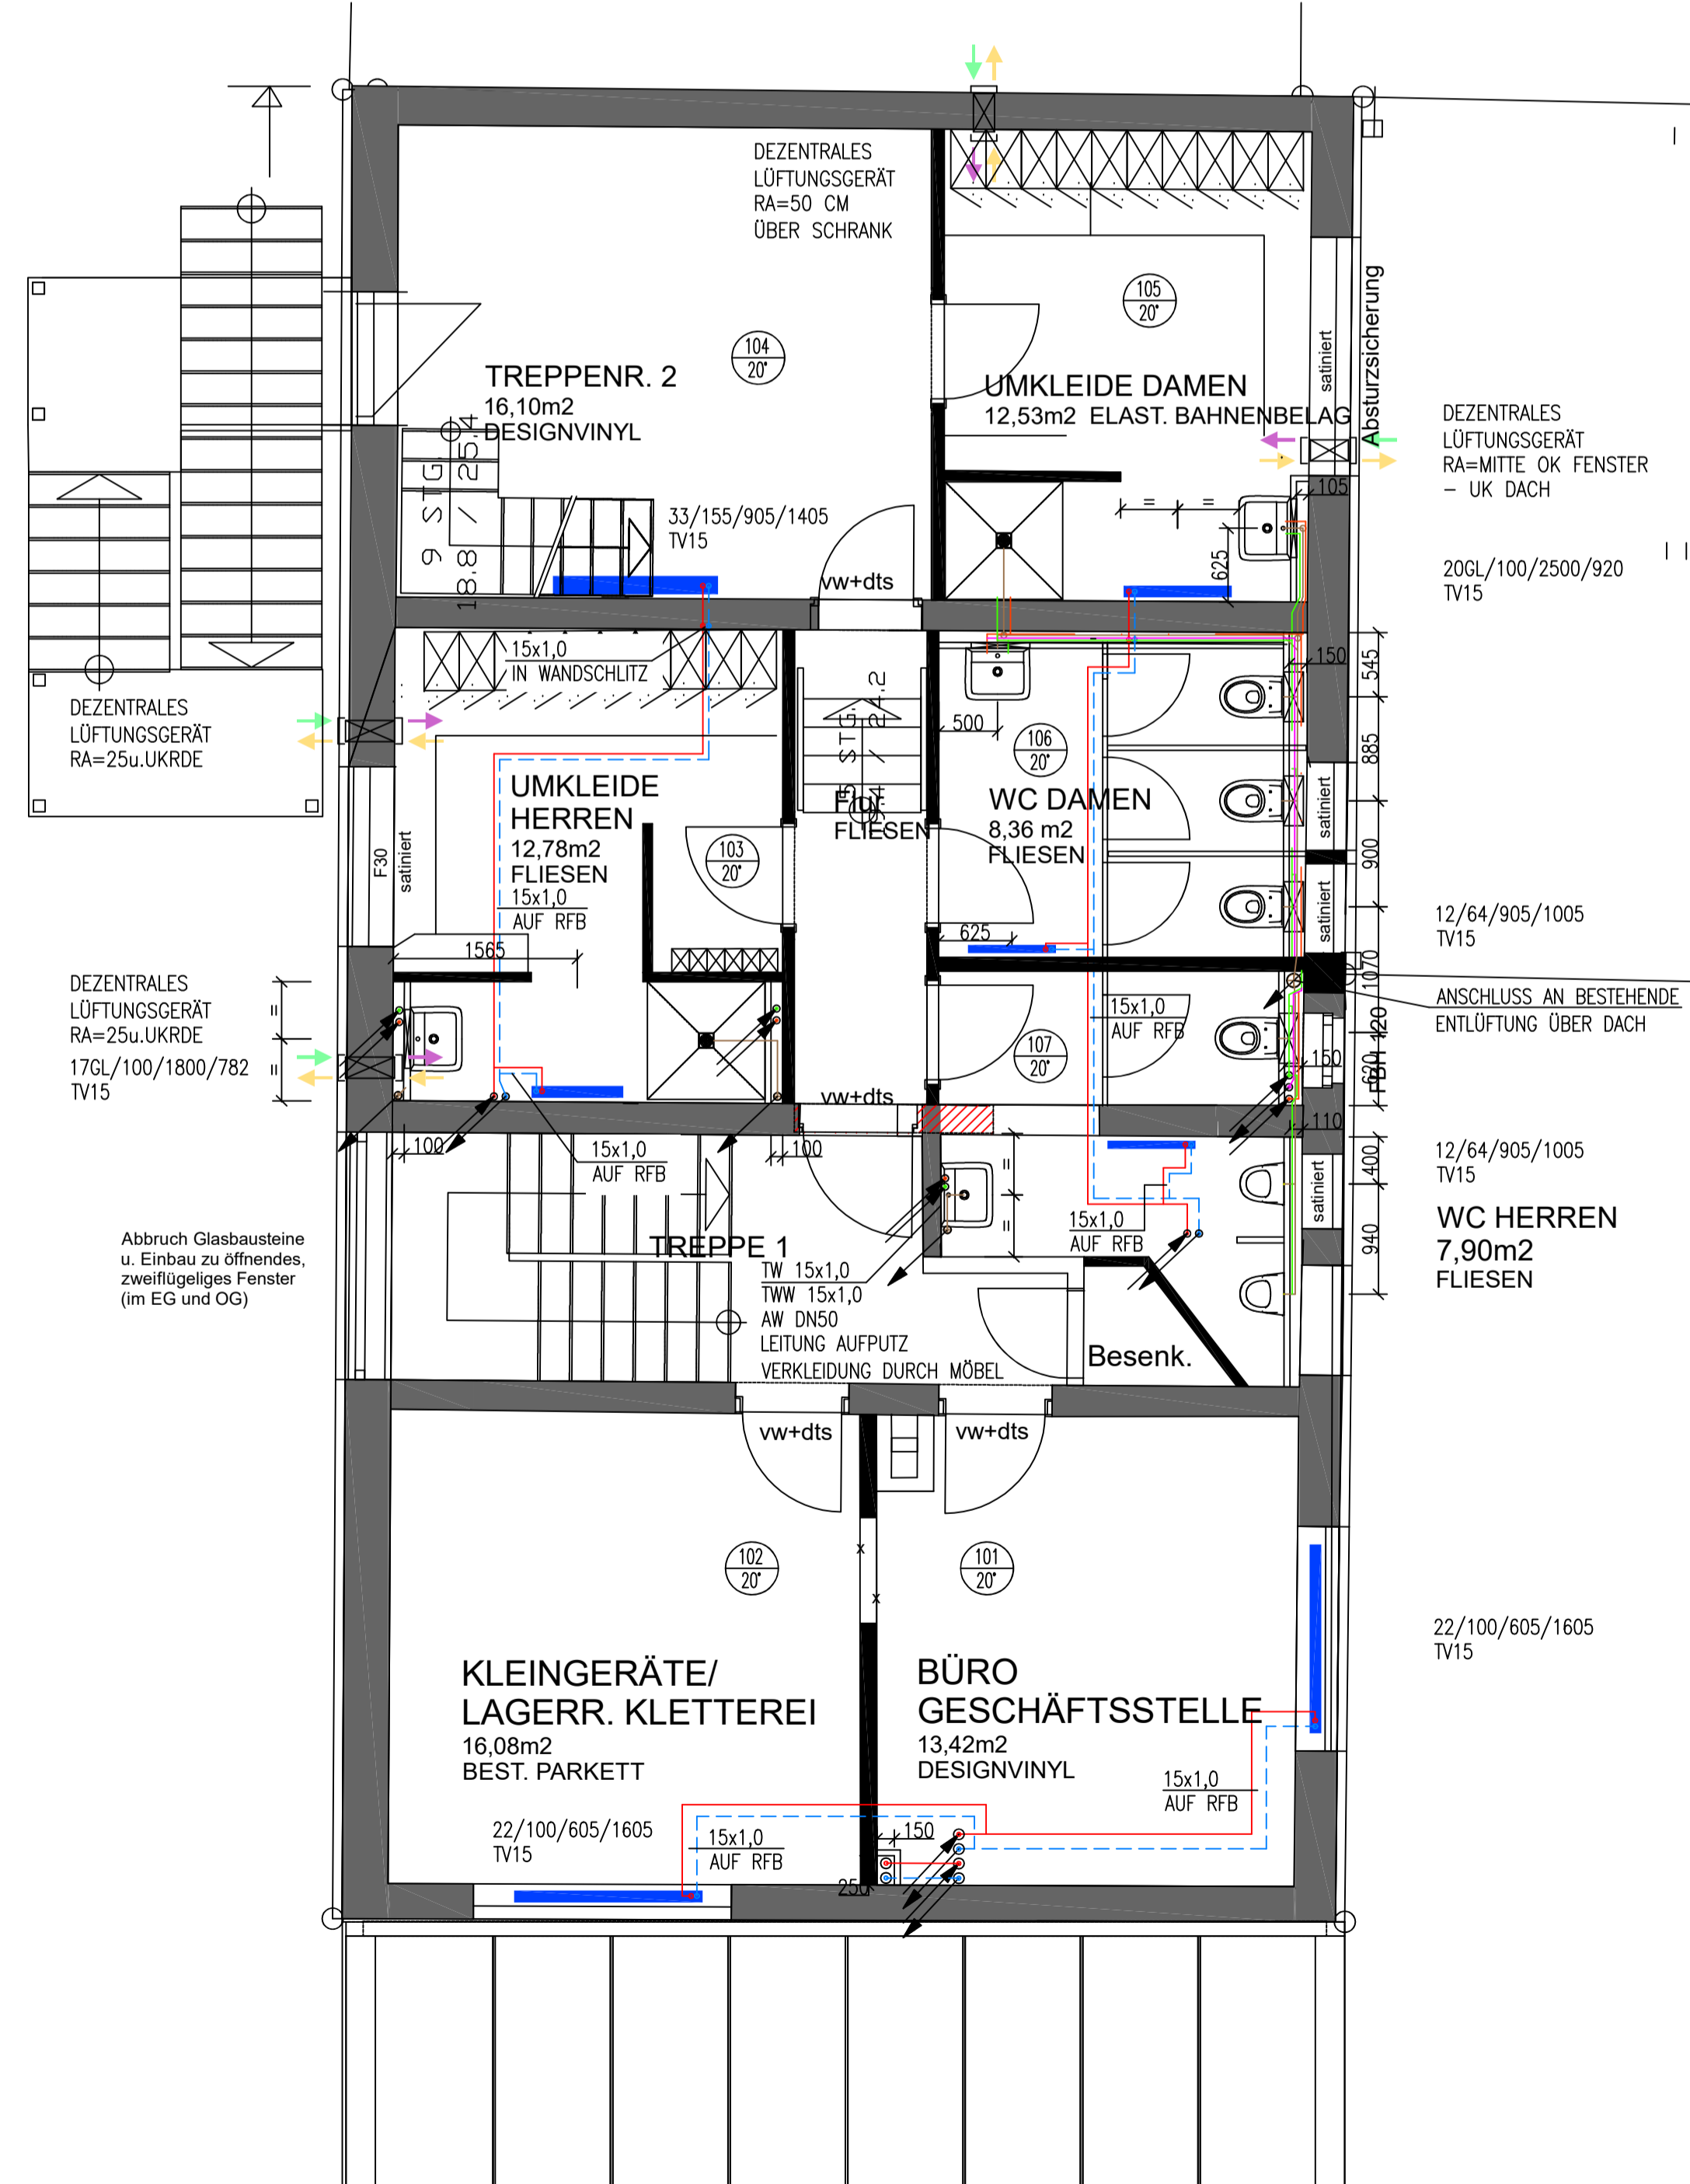 DEZENTRALES
LÜFTUNGSGERÄT
RA=50 CM
ÜBER SCHRANK
105
20°
Absturzsicherung
satiniert
104
20°
TREPPENR. 2
16,10m2
DESIGNVINYL
UMKLEIDE DAMEN
12,53m2 ELAST. BAHNENBELAG
DEZENTRALES
LÜFTUNGSGERÄT
RA=MITTE OK FENSTER
– UK DACH
9 STG.
18.8 / 25.4
33/155/905/1405
TV15
= =
105
625
20GL/100/2500/920
TV15
vw+dts
15x1,0
IN WANDSCHLITZ
150
545
DEZENTRALES
LÜFTUNGSGERÄT
RA=25u.UKRDE
500
106
20°
885
UMKLEIDE
HERREN
12,78m2
FLIESEN
Flur
FLIESEN
WC DAMEN
8,36 m2
FLIESEN
satiniert
F30
satiniert
103
20°
900
15x1,0
AUF RFB
satiniert
12/64/905/1005
TV15
625
1565
1070
DEZENTRALES
LÜFTUNGSGERÄT
RA=25u.UKRDE
=
15x1,0
AUF RFB
ANSCHLUSS AN BESTEHENDE
ENTLÜFTUNG ÜBER DACH
107
20°
150
620
FBH 120
17GL/100/1800/782
TV15
=
vw+dts
110
100
15x1,0
AUF RFB
100
=
400
12/64/905/1005
TV15
satiniert
=
15x1,0
AUF RFB
940
WC HERREN
7,90m2
FLIESEN
Abbruch Glasbausteine
u. Einbau zu öffnendes,
zweiflügeliges Fenster
(im EG und OG)
TREPPE 1
TW 15x1,0
TWW 15x1,0
AW DN50
LEITUNG AUFPUTZ
VERKLEIDUNG DURCH MÖBEL
Besenk.
vw+dts
vw+dts
x
102
20°
101
20°
x
22/100/605/1605
TV15
KLEINGERÄTE/
LAGERR. KLETTEREI
16,08m2
BEST. PARKETT
BÜRO
GESCHÄFTSSTELLE
13,42m2
DESIGNVINYL
15x1,0
AUF RFB
22/100/605/1605
TV15
15x1,0
AUF RFB
150
250